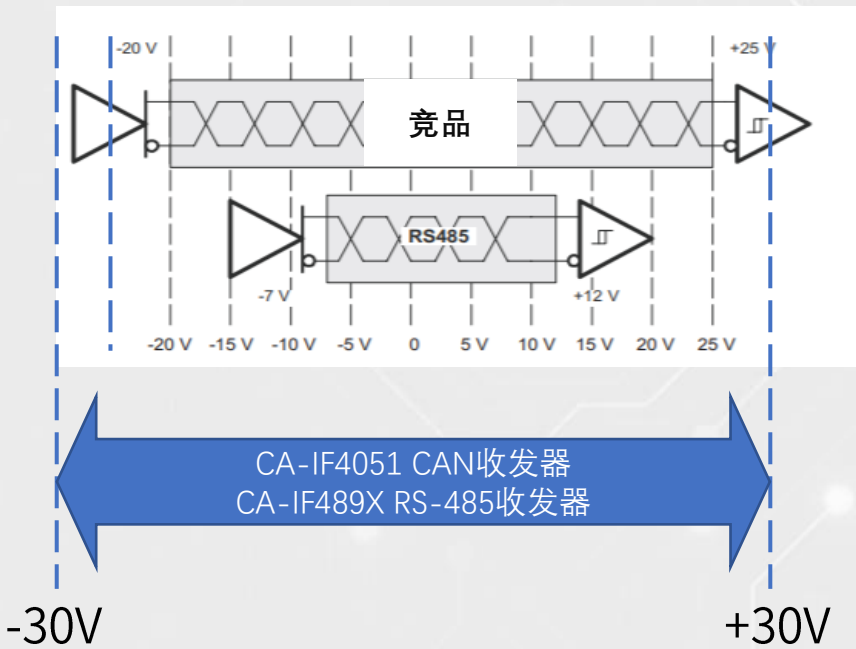 -20 V
+25 V
竞品
RS485
-7 V
+12 V
-20 V -15 V -10 V -5 V 0 5 V 10 V 15 V 20 V 25 V
CA-IF4051 CAN收发器
CA-IF489X RS-485收发器
-30V
+30V